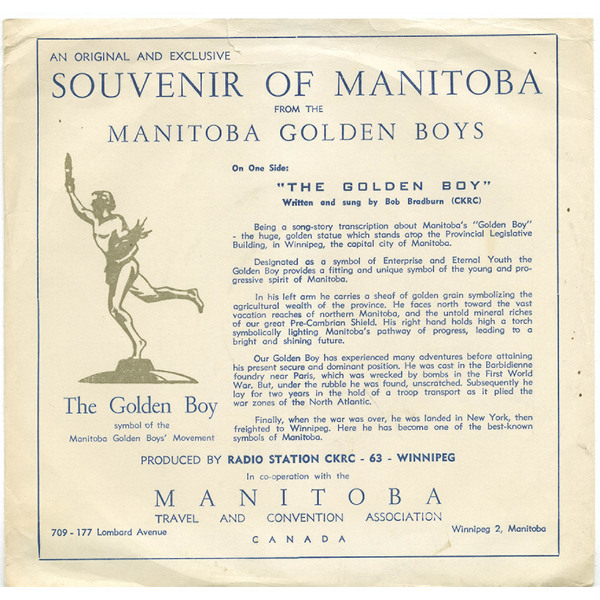 AN ORIGINAL AND EXCLUSIVE
SOUVENIR OF MANITOBA
FROM THE
MANITOBA GOLDEN BOYS
On One Side:
"THE GOLDEN BOY"
Written and sung by Bob Bradburn (CKRC)
Being a song-story transcription about Manitoba's "Golden Boy"
- the huge, golden statue which stands atop the Provincial Legislative
Building, in Winnipeg, the capital city of Manitoba.
Designated as a symbol of Enterprise and Eternal Youth the
Golden Boy provides a fitting and unique symbol of the young and pro-
gressive spirit of Manitoba.
In his left arm he carries a sheaf of golden grain symbolizing the
agricultural wealth of the province. He faces north toward the vast
vacation reaches of northern Manitoba, and the untold mineral riches
of our great Pre-Cambrian Shield. His right hand holds high a torch
symbolically lighting Manitoba's pathway of progress, leading to a
bright and shining future.
Our Golden Boy has experienced many adventures before attaining
his present secure and dominant position. He was cast in the Barbidienne
foundry near Paris, which was wrecked by bombs in the First World
War. But, under the rubble he was found, unscratched. Subsequently he
lay for two years in the hold of a troop transport as it plied the
war zones of the North Atlantic.
Finally, when the war was over, he was landed in New York, then
freighted to Winnipeg. Here he has become one of the best-known
symbols of Manitoba.
The Golden Boy
symbol of the
Manitoba Golden Boys' Movement
PRODUCED BY RADIO STATION CKRC - 63 - WINNIPEG
In co-operation with the
MANITOBA
TRAVEL AND CONVENTION ASSOCIATION
709 - 177 Lombard Avenue
Winnipeg 2, Manitoba
CANADA